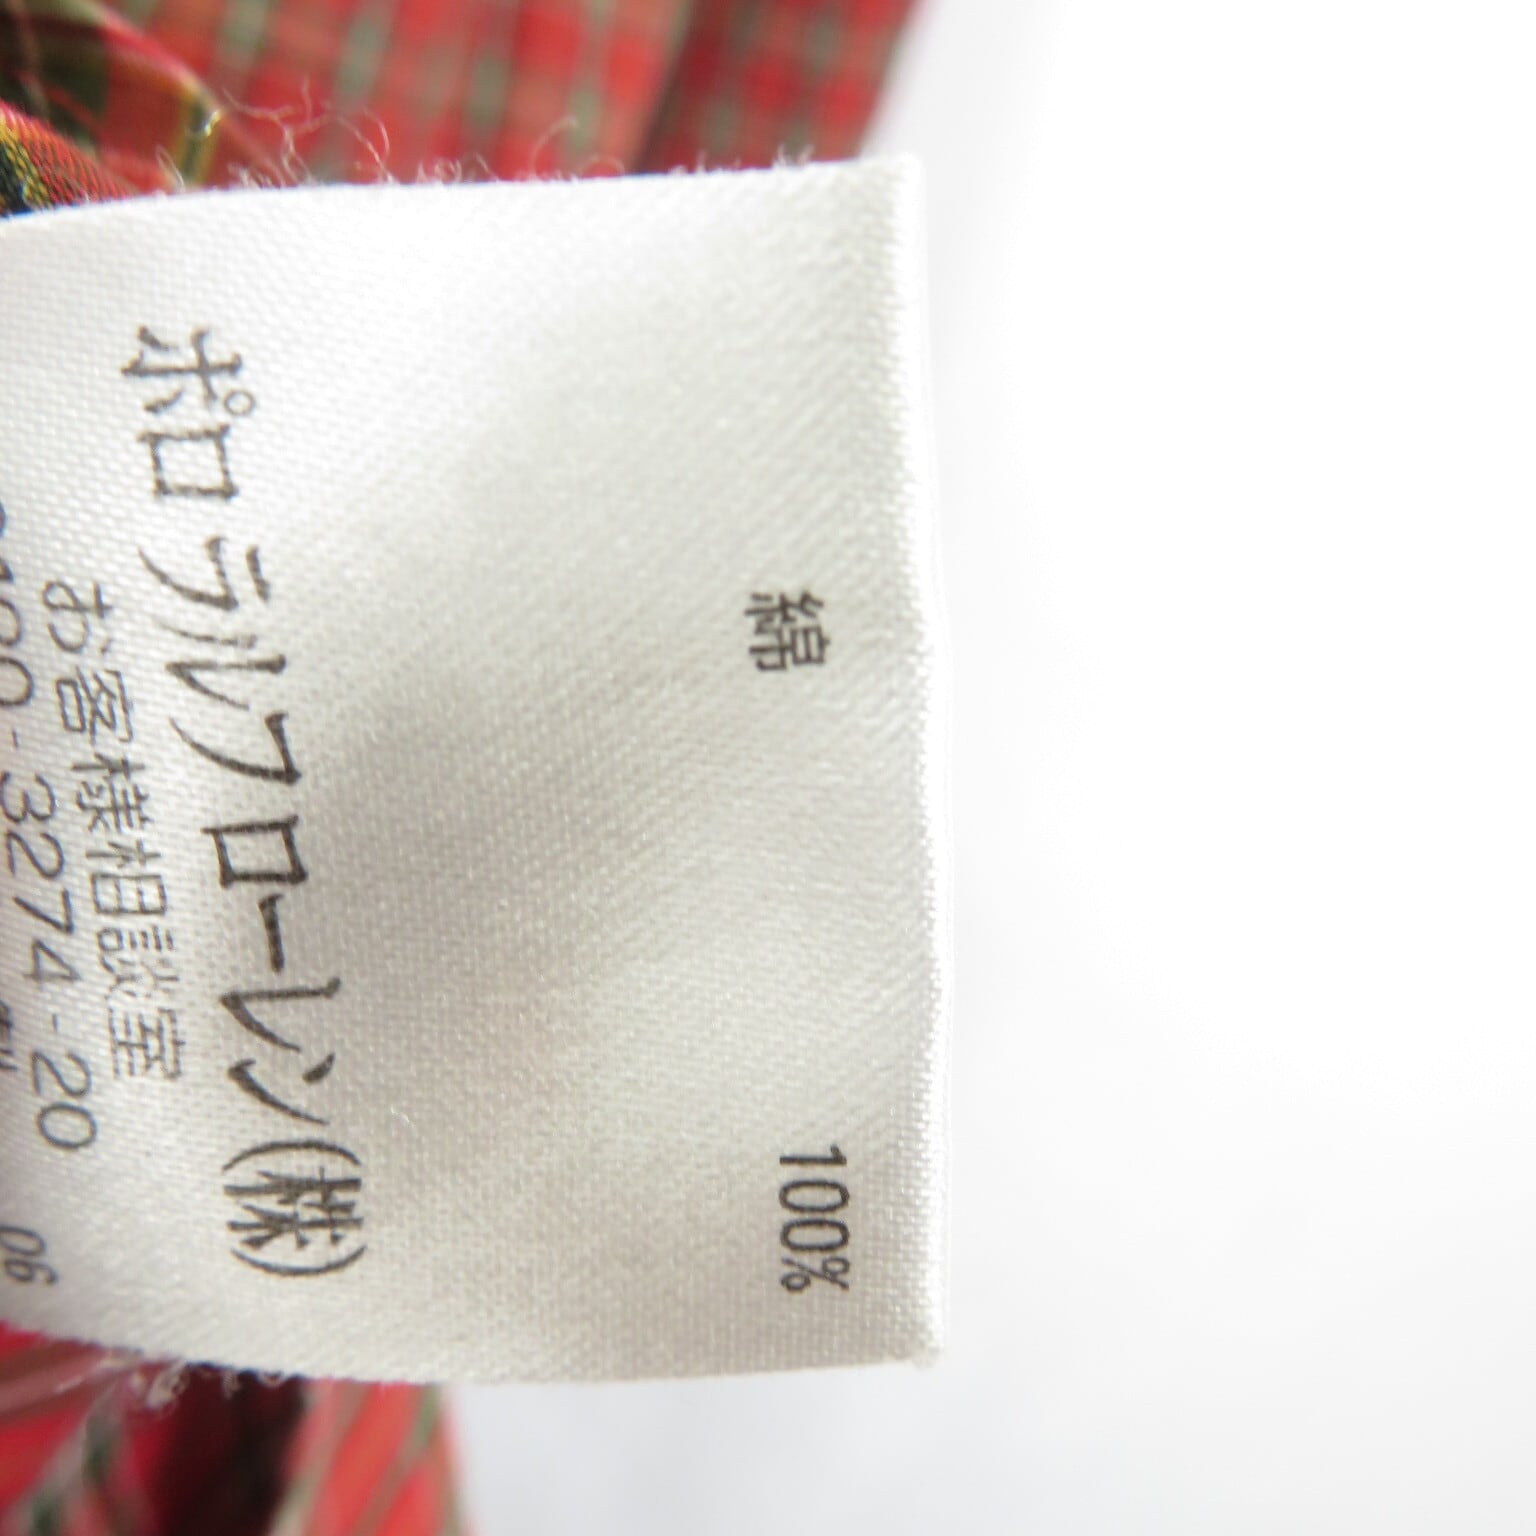 綿 100%
ポロ ラルフローレン(株)
お客様相談室
3274-20
06